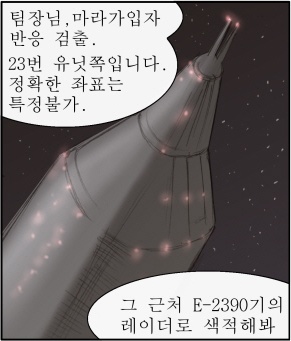 팀장님,마라가입자
반응 검출.
23번 유닛쪽입니다.
정확한 좌표는
특정불가.
그 근처 E-2390기의
레이더로 색적해봐